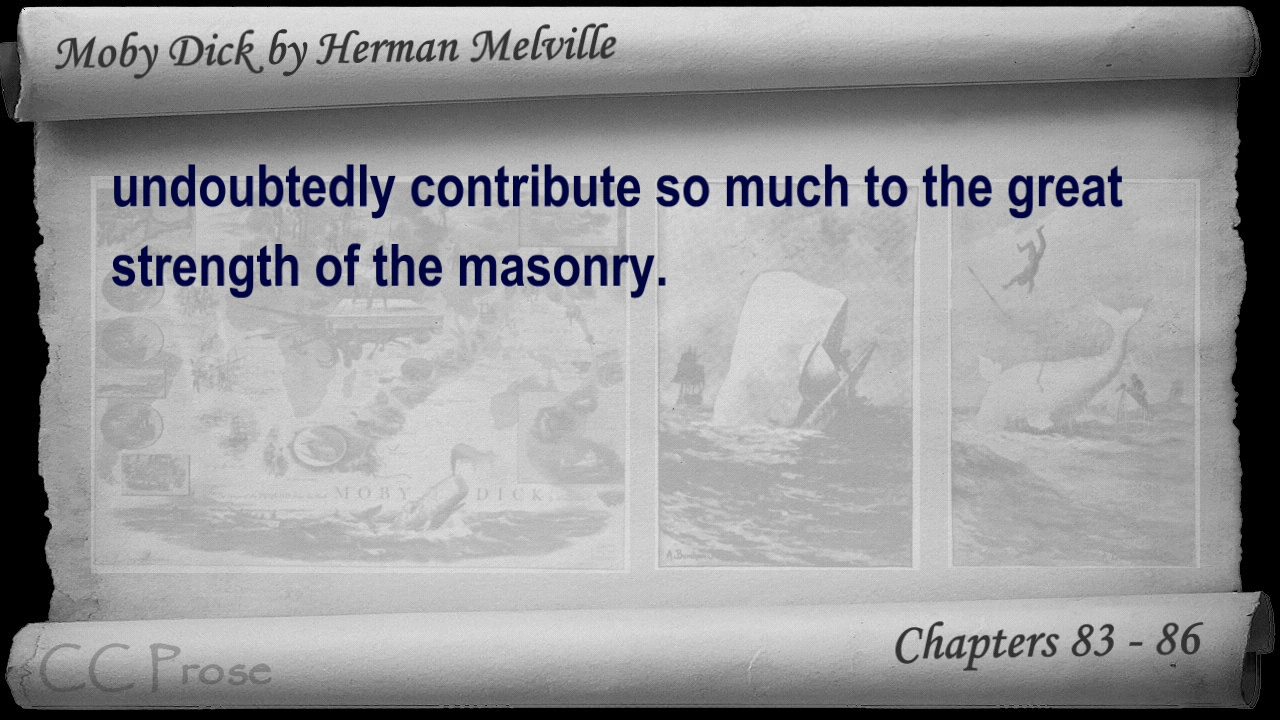 Moby Dick by Herman Melville
undoubtedly contribute so much to the great
strength of the masonry.
MOBY DICK
Chapters 83 - 86
CC Prose